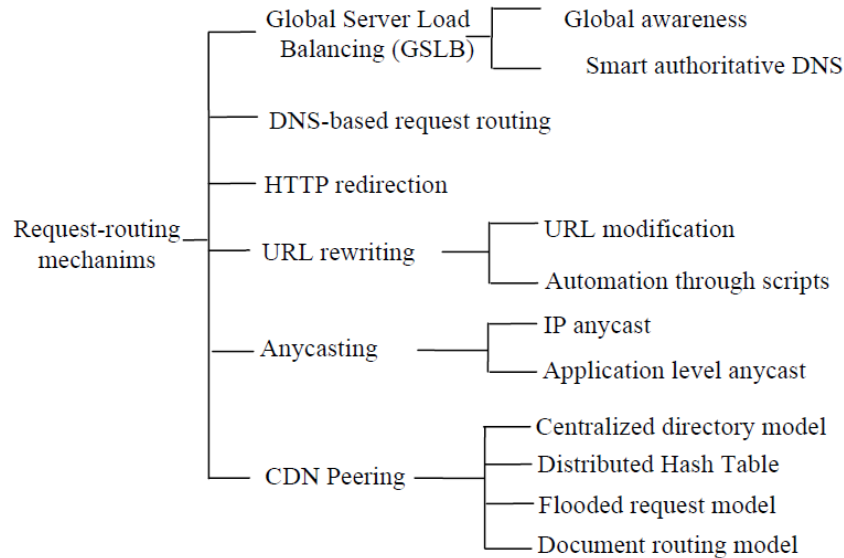 Global Server Load
Balancing (GSLB)
Global awareness
Smart authoritative DNS
DNS-based request routing
HTTP redirection
Request-routing
mechanims
URL rewriting
URL modification
Automation through scripts
Anycasting
IP anycast
Application level anycast
CDN Peering
Centralized directory model
Distributed Hash Table
Flooded request model
Document routing model